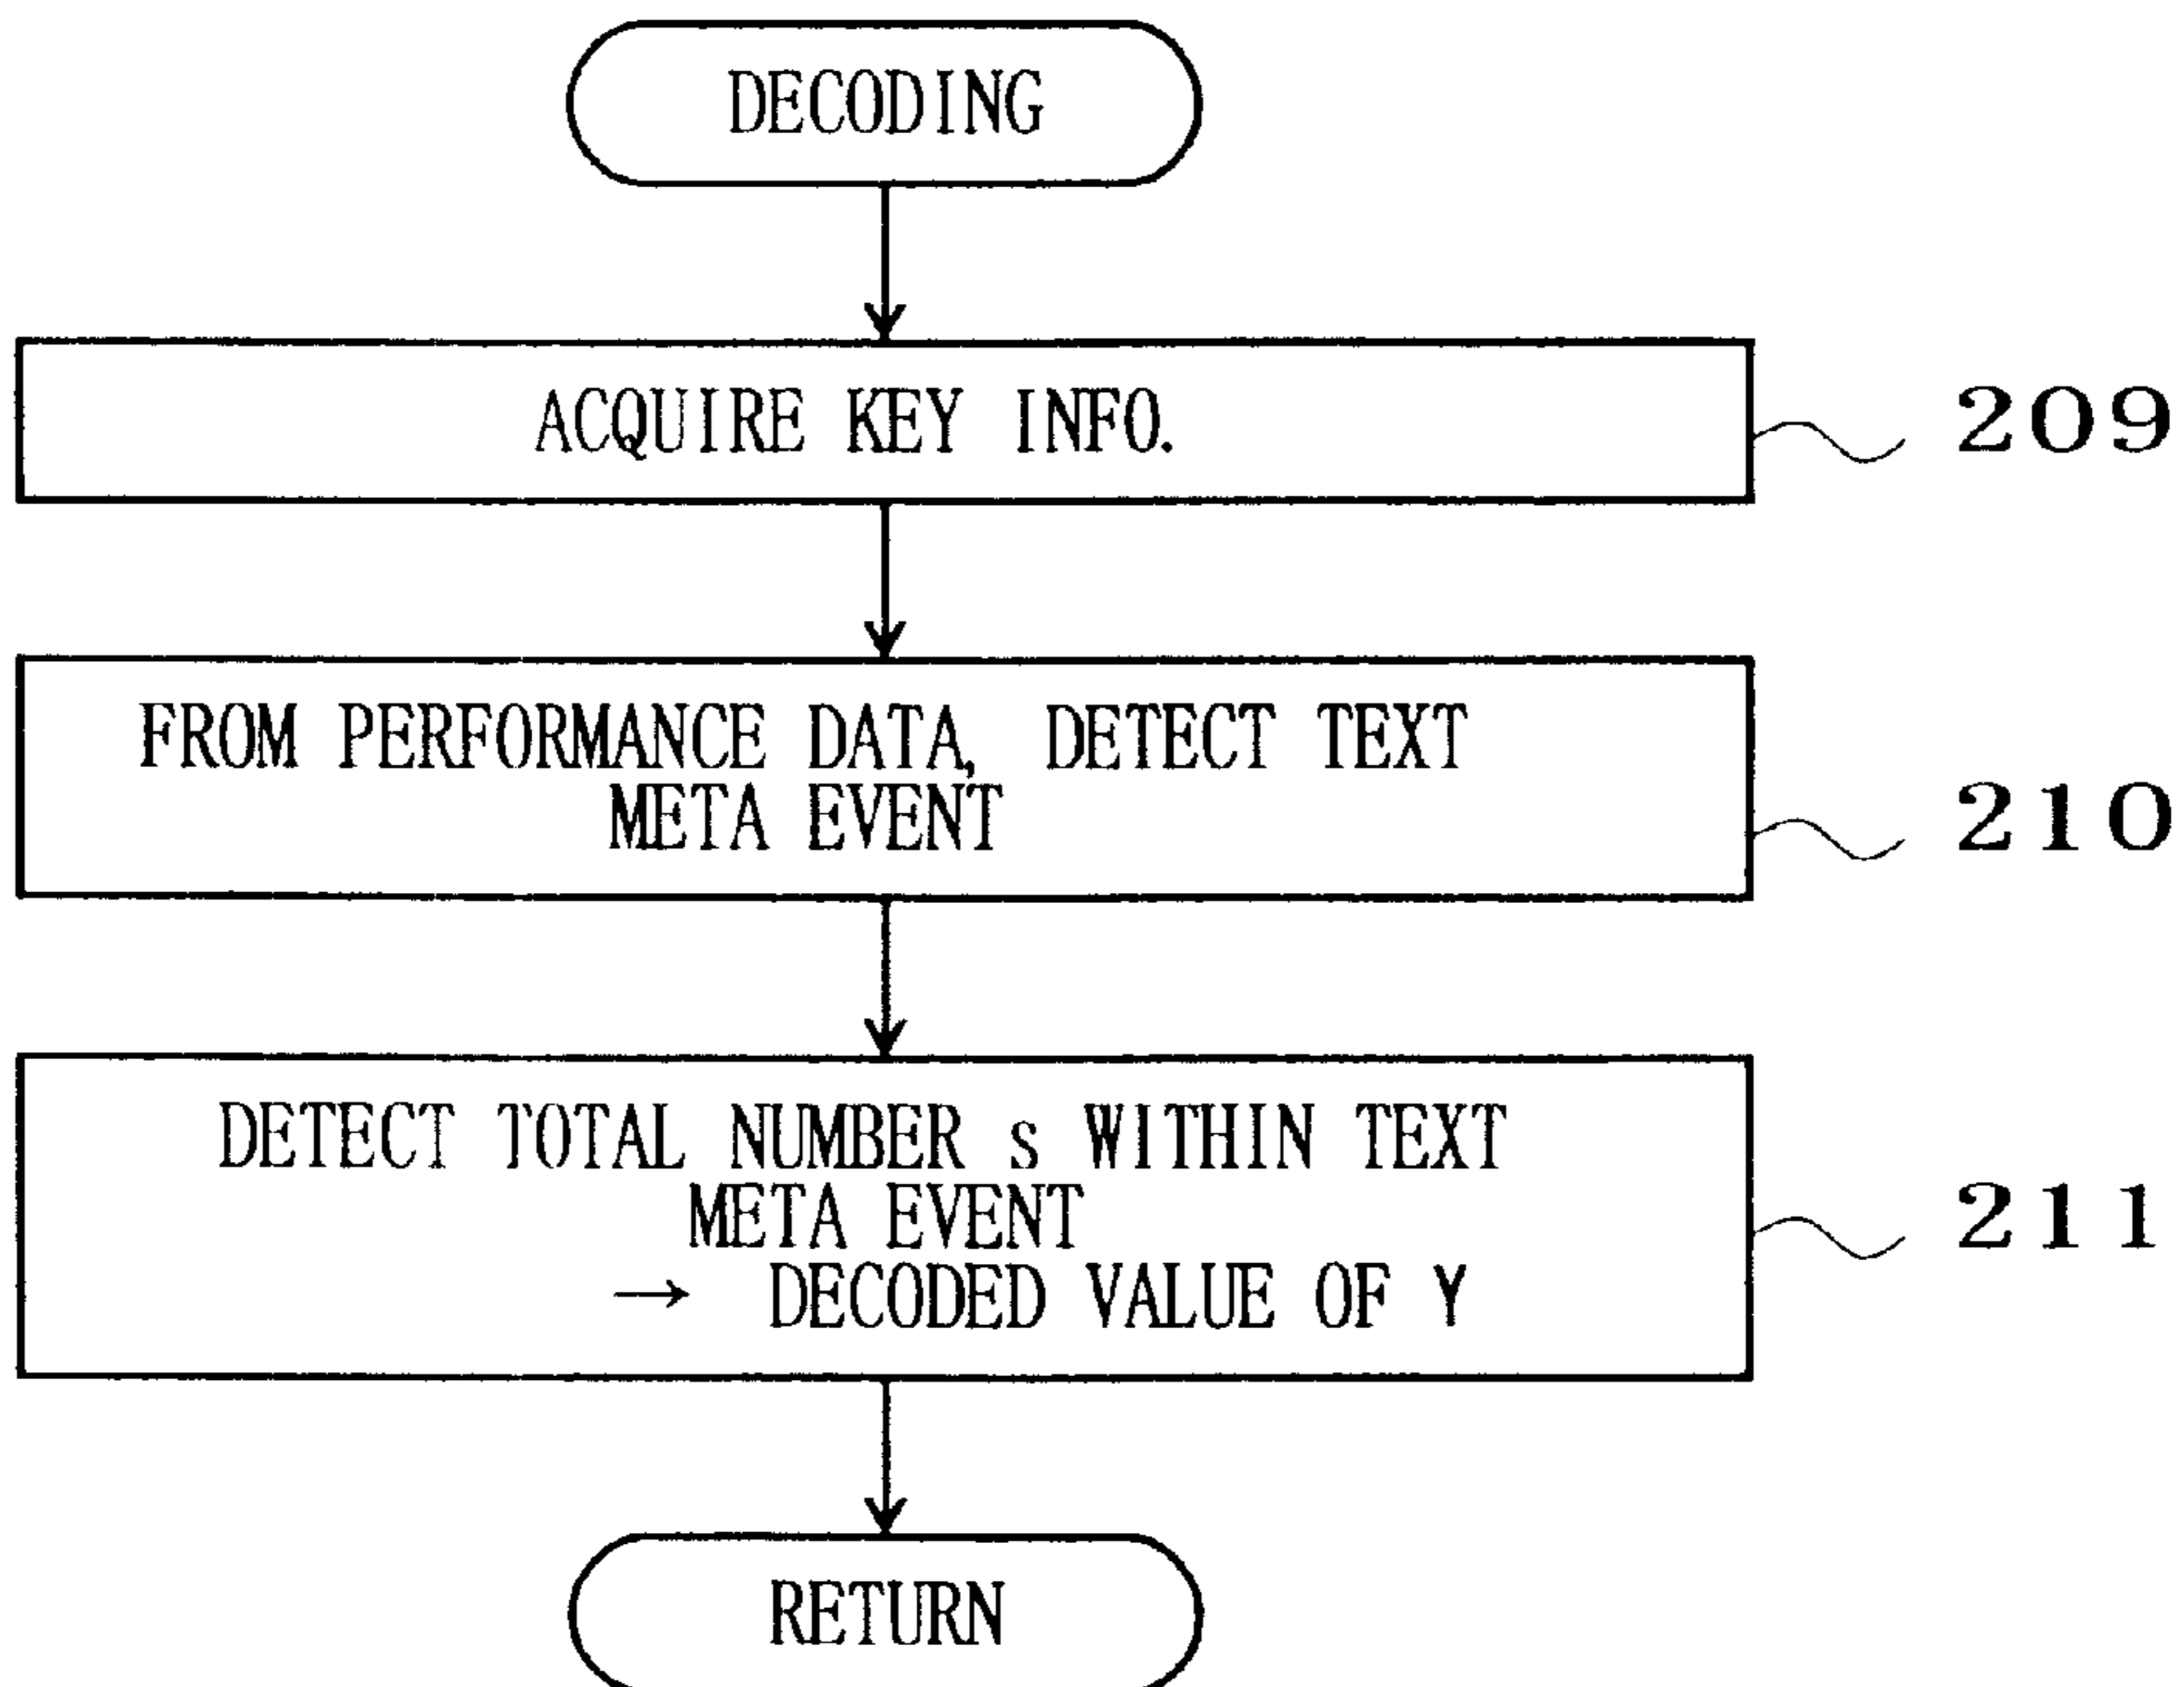 DECODING
ACQUIRE KEY INFO.
209
FROM PERFORMANCE DATA, DETECT TEXT
META EVENT
210
DETECT TOTAL NUMBER s WITHIN TEXT
META EVENT
→ DECODED VALUE OF Y
211
RETURN